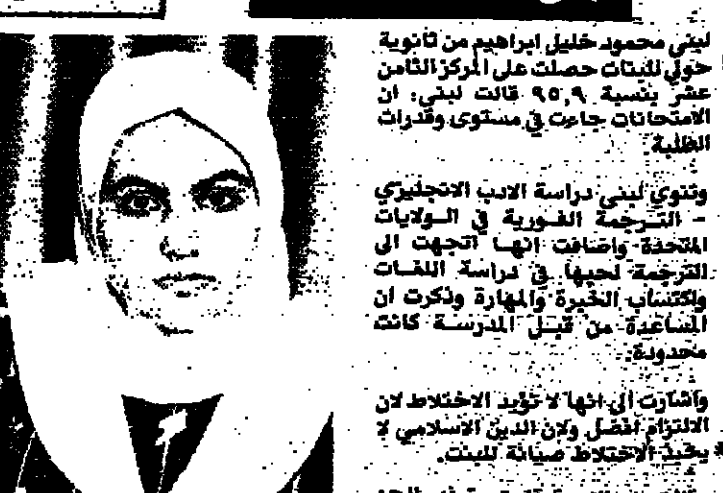 لبنى محمود خليل ابراهيم من ثانوية
حولي للبنات حصلت على المركز الثامن
عشر بنسبة ٩٥,٩ قالت لبنى: ان
الامتحانات جاءت في مستوى وقدرات
الطلبة.
وتنوي لبنى دراسة الادب الانجليزي
- الترجمة الفورية في الولايات
المتحدة واضافت انها اتجهت الى
الترجمة لحبها في دراسة اللغات
واكتساب الخبرة والمهارة وذكرت ان
المساعدة من قبل المدرسة كانت
محدودة.
واشارت الى انها لا تؤيد الاختلاط لان
الالتزام افضل ولان الدين الاسلامي لا
يحبذ الاختلاط صيانة للبنت.